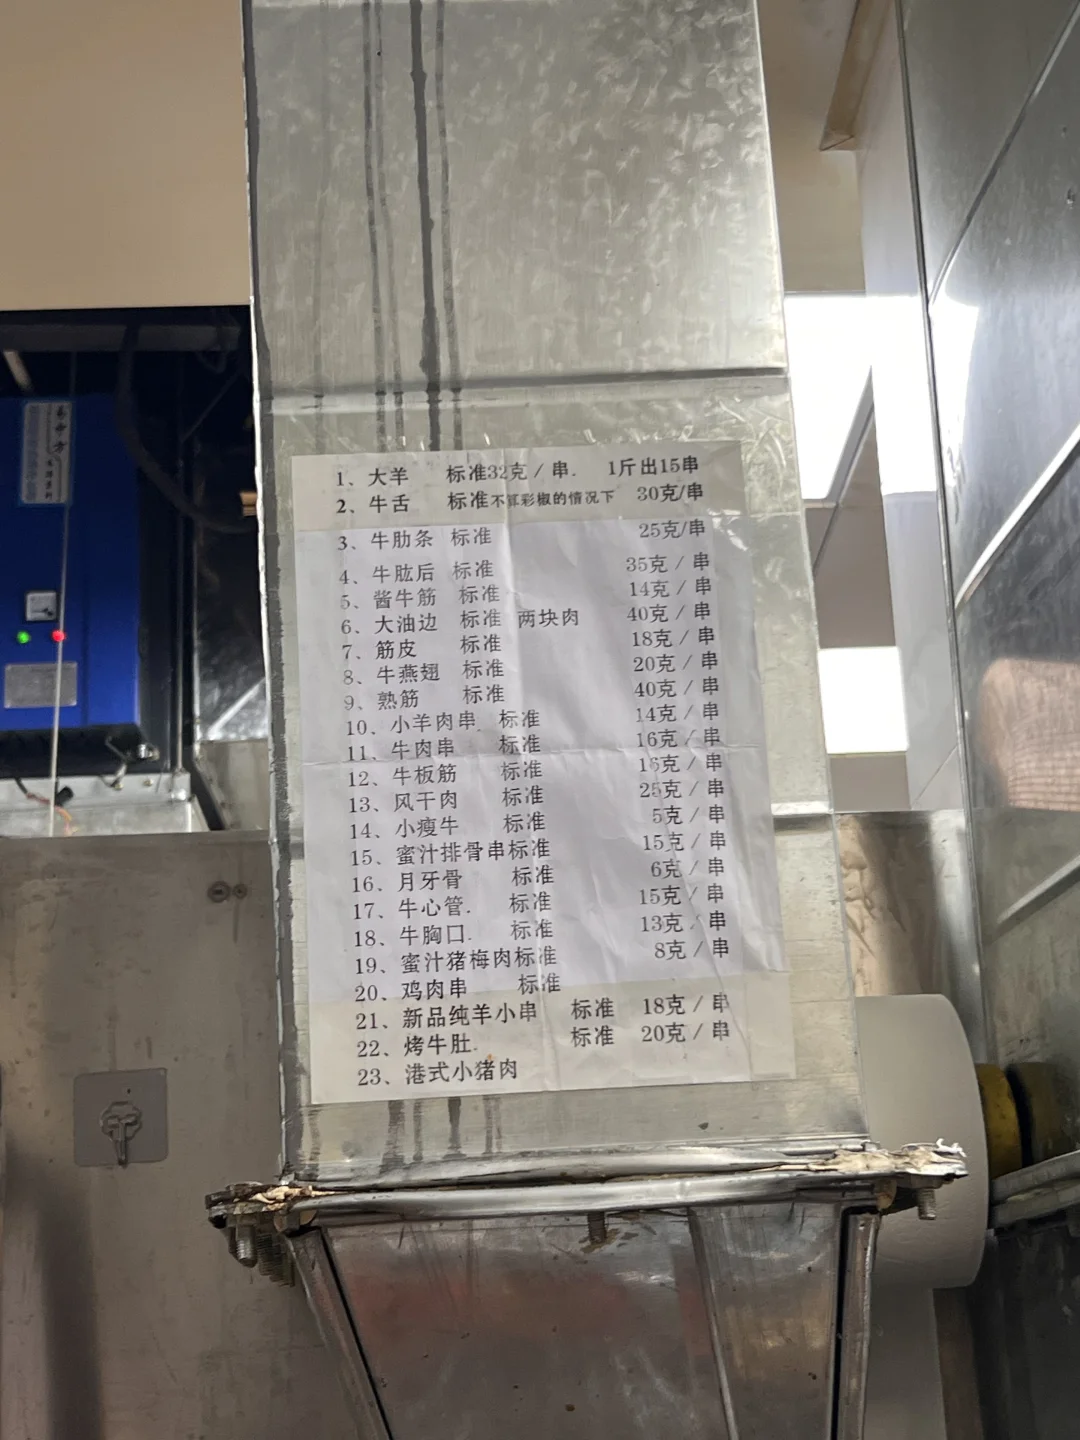 1、大羊 标准32克/串. 1斤出15串
2、牛舌 标准不算彩椒的情况下 30克/串
3、牛肋条 标准 25克/串
4、牛肱后 标准 35克/串
5、酱牛筋 标准 14克/串
6、大油边 标准 两块肉 40克/串
7、筋皮 标准 18克/串
8、牛燕翅 标准 20克/串
9、熟筋 标准 40克/串
10、小羊肉串. 标准 14克/串
11、牛肉串 标准 16克/串
12、牛板筋 标准 16克/串
13、风干肉 标准 25克/串
14、小瘦牛 标准 5克/串
15、蜜汁排骨串标准 15克/串
16、月牙骨 标准 6克/串
17、牛心管. 标准 15克/串
18、牛胸口. 标准 13克/串
19、蜜汁猪梅肉标准 8克/串
20、鸡肉串 标准
21、新品纯羊小串 标准 18克/串
22、烤牛肚. 标准 20克/串
23、港式小猪肉